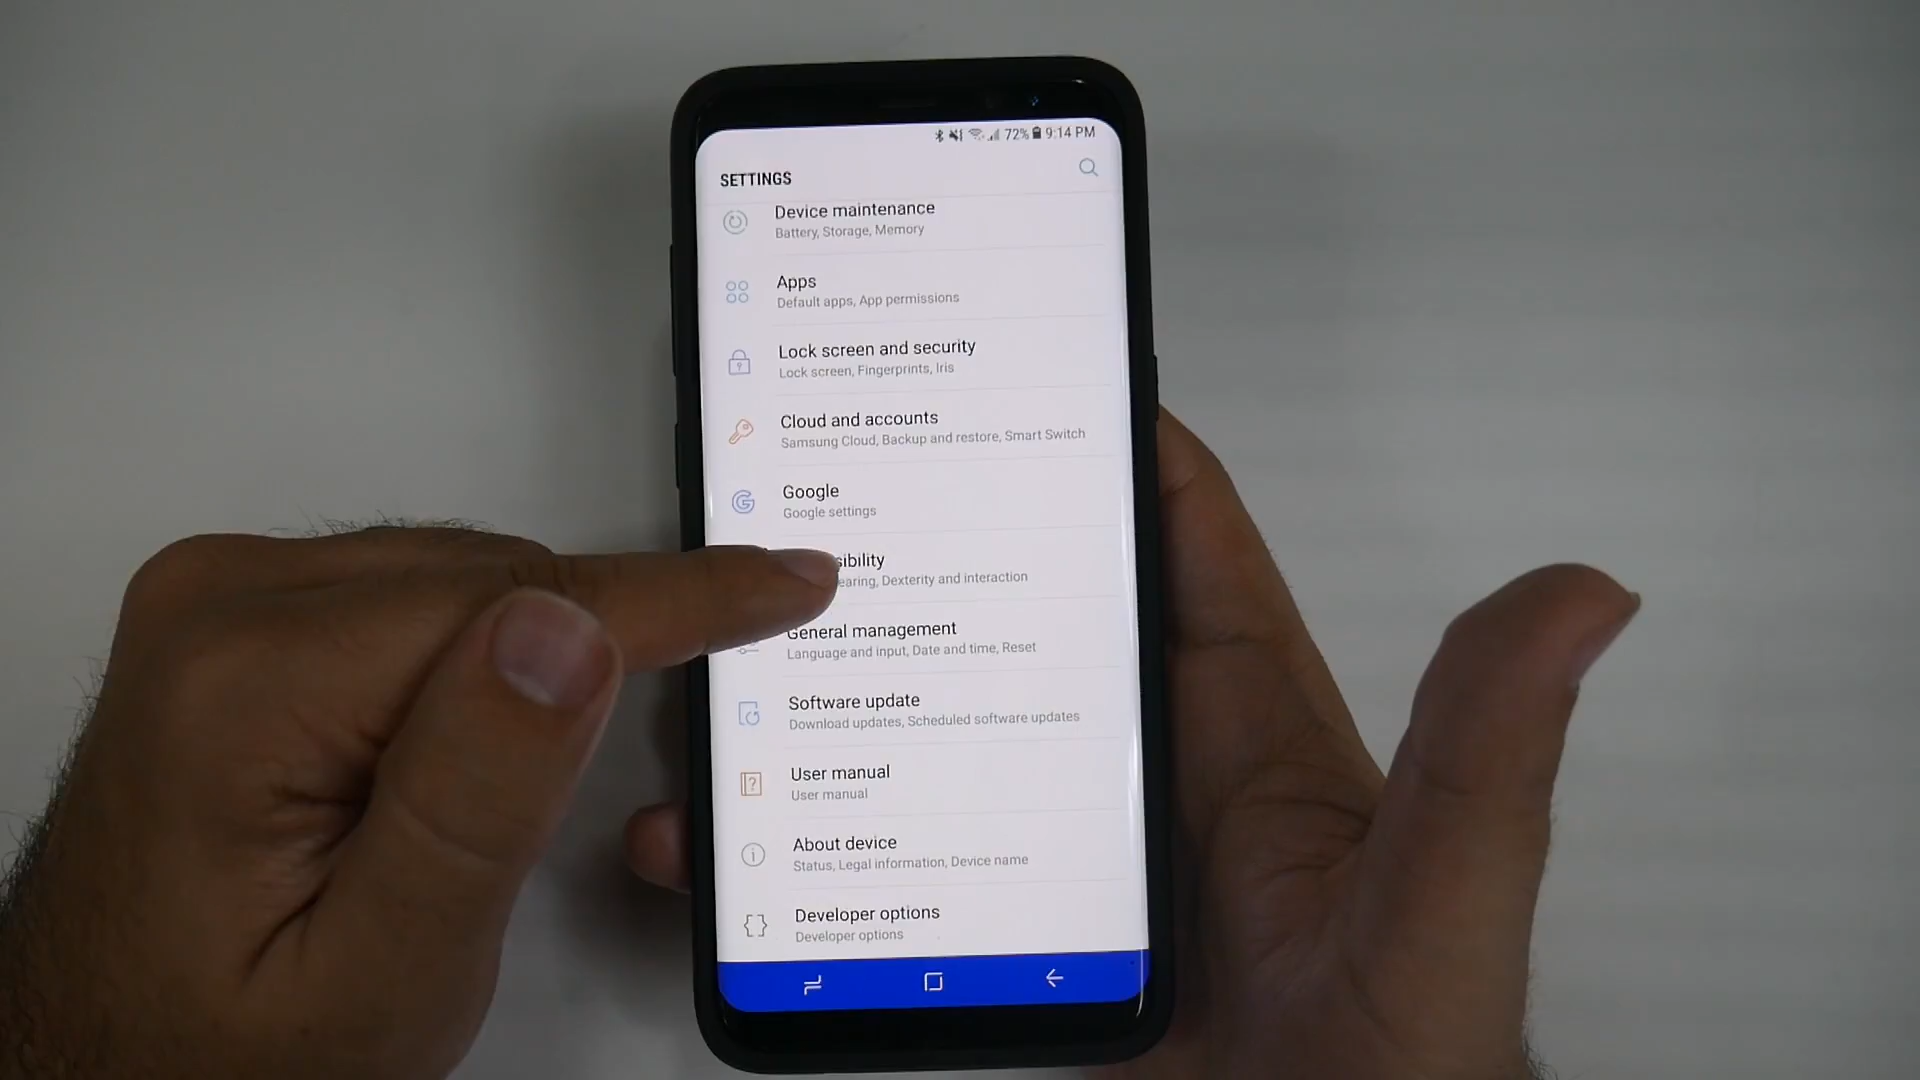 72% 9:14 PM
SETTINGS
Device maintenance
Battery, Storage, Memory
Apps
Default apps, App permissions
Lock screen and security
Lock screen, Fingerprints, Iris
Cloud and accounts
Samsung Cloud, Backup and restore, Smart Switch
Google
Google settings
sibility
earing, Dexterity and interaction
General management
Language and input, Date and time, Reset
Software update
Download updates, Scheduled software updates
User manual
User manual
About device
Status, Legal information, Device name
Developer options
Developer options